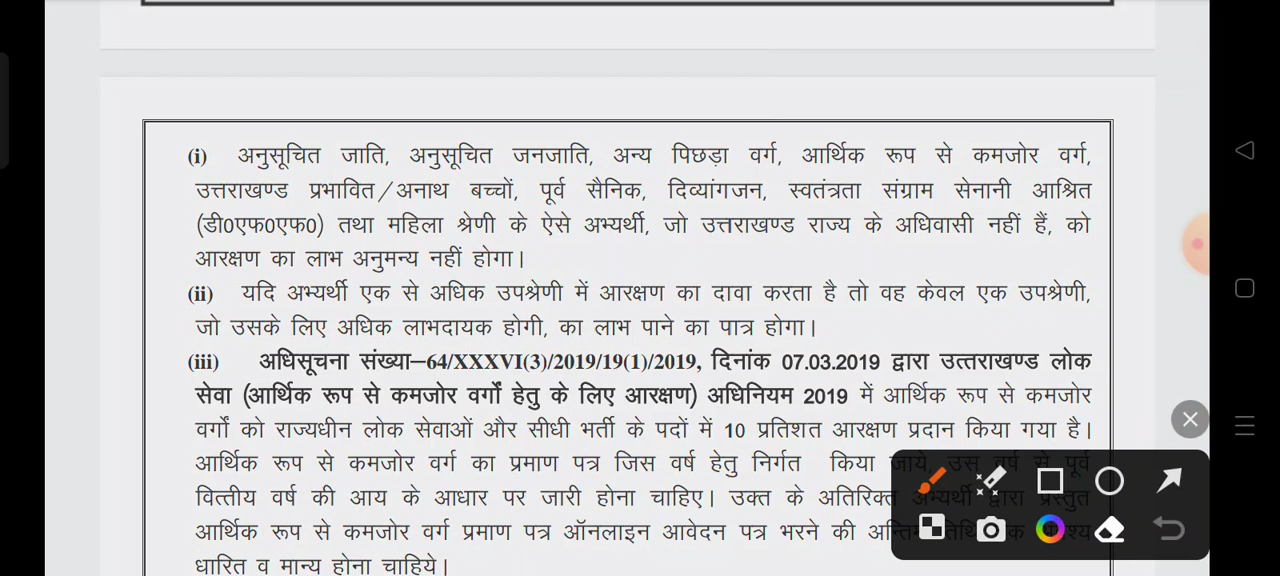 (i) अनुसूचित जाति, अनुसूचित जनजाति, अन्य पिछड़ा वर्ग, आर्थिक रूप से कमजोर वर्ग,
उत्तराखण्ड प्रभावित/अनाथ बच्चों, पूर्व सैनिक, दिव्यांगजन, स्वतंत्रता संग्राम सेनानी आश्रित
(डी0एफ0एफ0) तथा महिला श्रेणी के ऐसे अभ्यर्थी, जो उत्तराखण्ड राज्य के अधिवासी नहीं हैं, को
आरक्षण का लाभ अनुमन्य नहीं होगा।
(ii) यदि अभ्यर्थी एक से अधिक उपश्रेणी में आरक्षण का दावा करता है तो वह केवल एक उपश्रेणी,
जो उसके लिए अधिक लाभदायक होगी, का लाभ पाने का पात्र होगा।
(iii) अधिसूचना संख्या–64/XXXVI(3)/2019/19(1)/2019, दिनांक 07.03.2019 द्वारा उत्तराखण्ड लोक
सेवा (आर्थिक रूप से कमजोर वर्गों हेतु के लिए आरक्षण) अधिनियम 2019 में आर्थिक रूप से कमजोर
वर्गों को राज्यधीन लोक सेवाओं और सीधी भर्ती के पदों में 10 प्रतिशत आरक्षण प्रदान किया गया है।
आर्थिक रूप से कमजोर वर्ग का प्रमाण पत्र जिस वर्ष हेतु निर्गत किया जाये, उस वर्ष से पूर्व
वित्तीय वर्ष की आय के आधार पर जारी होना चाहिए। उक्त के अतिरिक्त अभ्यर्थी द्वारा प्रस्तुत
आर्थिक रूप से कमजोर वर्ग प्रमाण पत्र ऑनलाइन आवेदन पत्र भरने की अन्तिम तिथि
धारित व मान्य होना चाहिये।